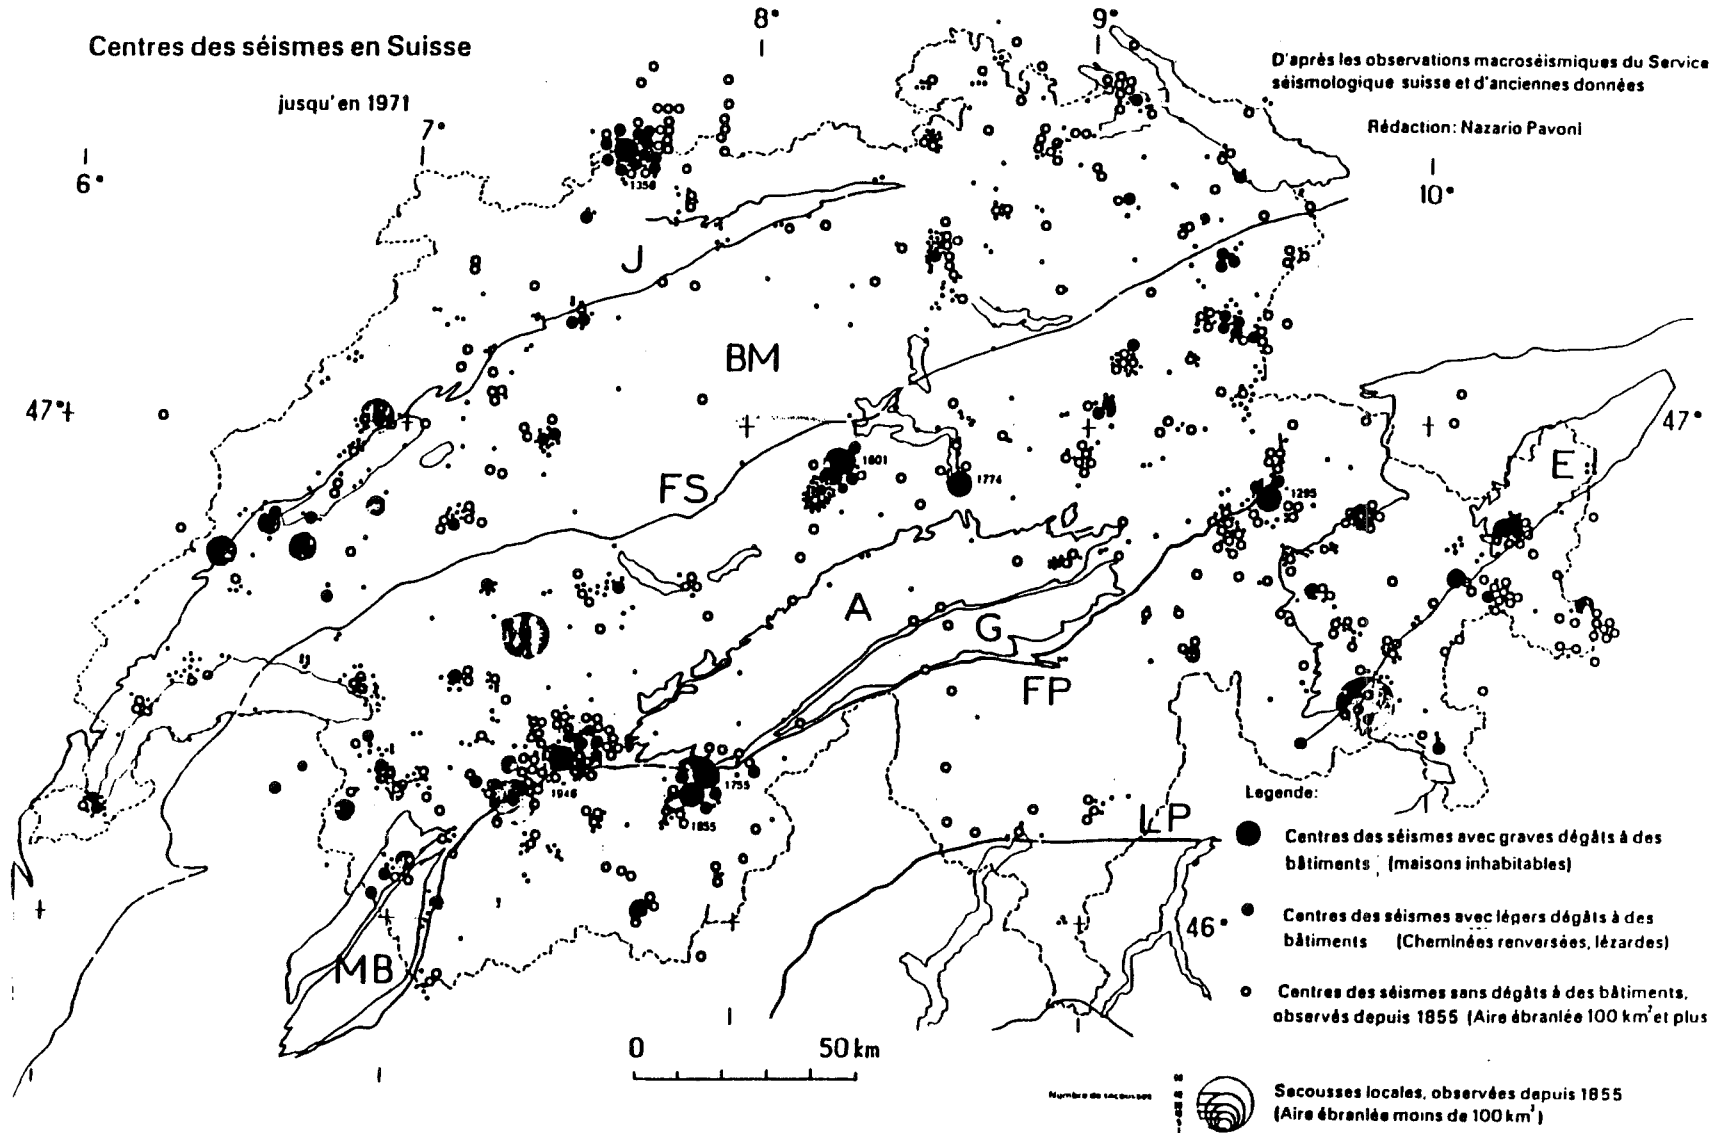 Centres des séismes en Suisse
jusqu'en 1971
D'après les observations macroséismiques du Service
séismologique suisse et d'anciennes données
Rédaction: Nazario Pavoni
6°
7°
8°
9°
10°
1356
J
BM
47°
47°
FS
1601
1774
1295
E
A
G
FP
1946
1755
1855
LP
46°
MB
0 50 km
Legende:
Centres des séismes avec graves dégâts à des
bâtiments (maisons inhabitables)
Centres des séismes avec légers dégâts à des
bâtiments (Cheminées renversées, lézardes)
Centres des séismes sans dégâts à des bâtiments,
observés depuis 1855 (Aire ébranlée 100 km² et plus
Nombre de secousses
Sacousses locales, observées depuis 1855
(Aire ébranlée moins de 100 km²)